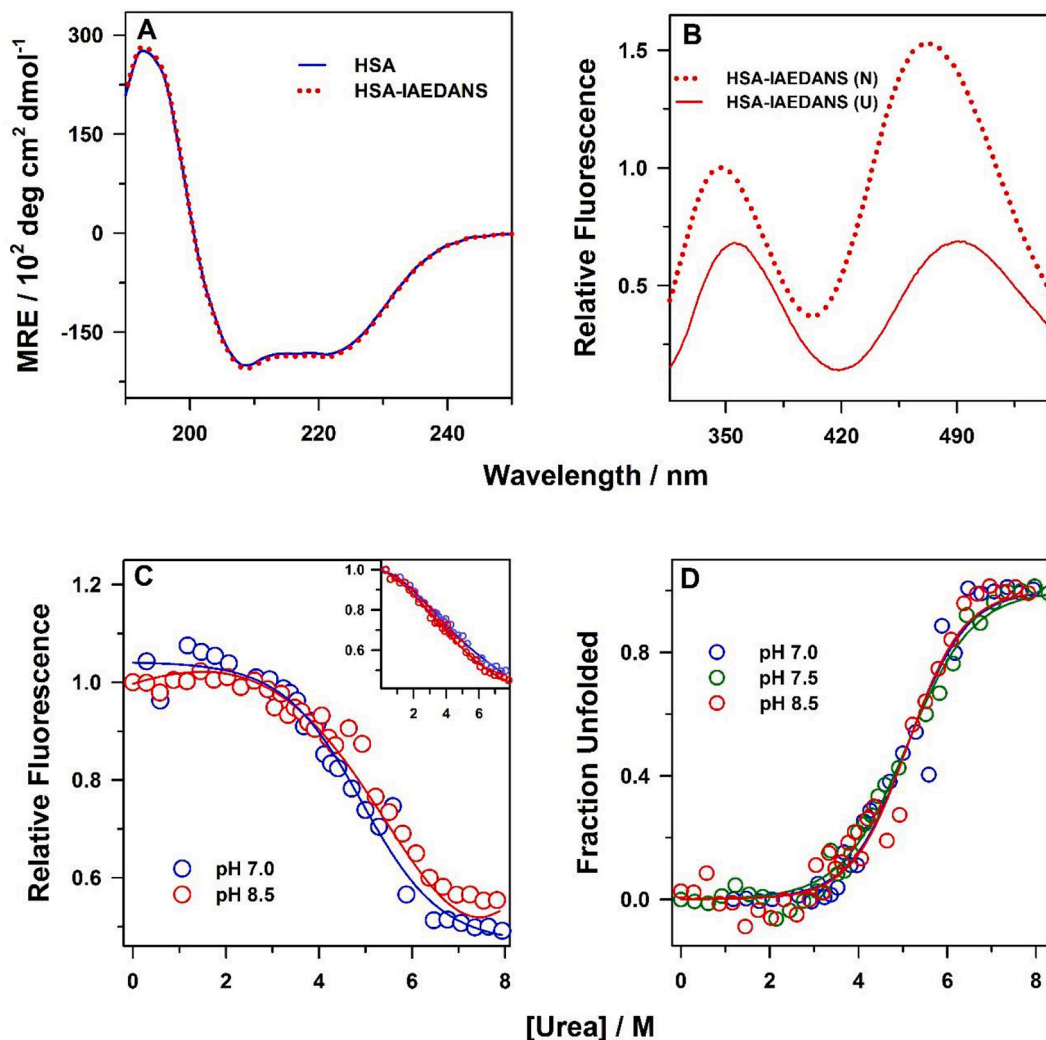 A
300
150
0
-150
MRE / 10² deg cm² dmol⁻¹
HSA
HSA-IAEDANS
200
220
240
B
1.5
1.0
0.5
Relative Fluorescence
HSA-IAEDANS (N)
HSA-IAEDANS (U)
350
420
490
Wavelength / nm
C
1.2
1.0
0.8
0.6
Relative Fluorescence
1.0
0.8
0.6
2
4
6
pH 7.0
pH 8.5
0
2
4
6
8
D
0.8
0.4
0.0
Fraction Unfolded
pH 7.0
pH 7.5
pH 8.5
0
2
4
6
8
[Urea] / M